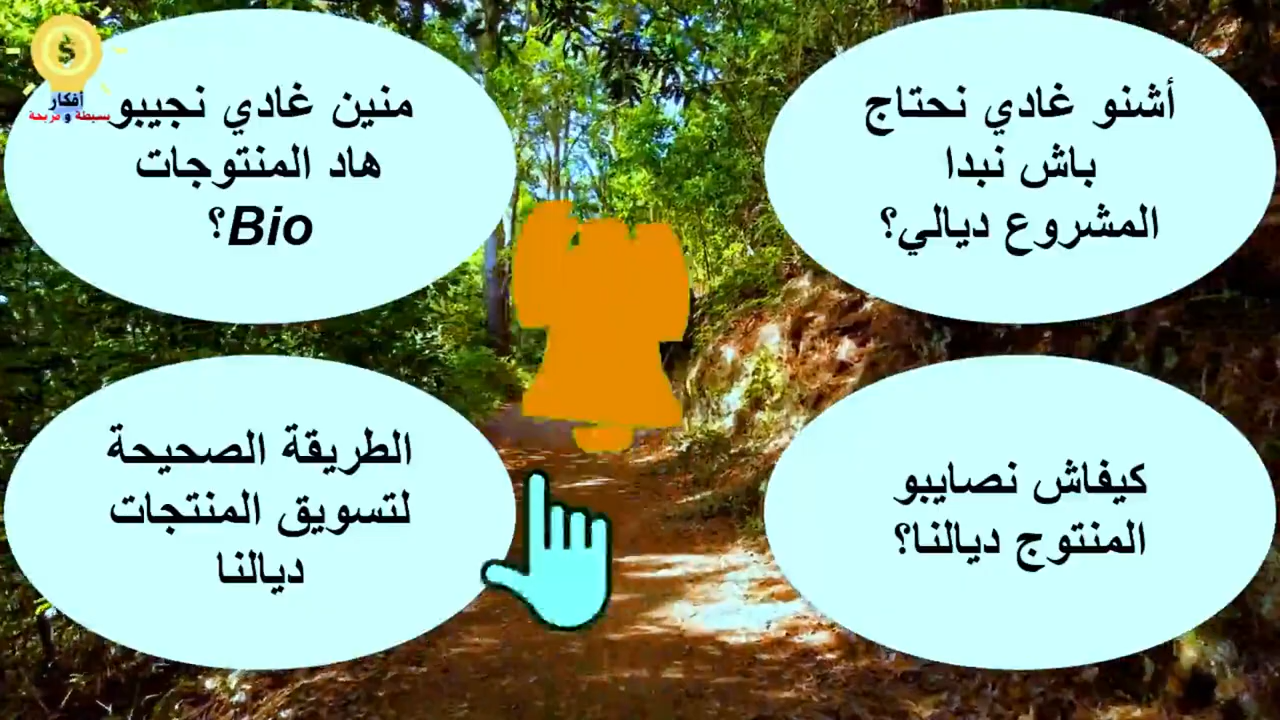 أفكار
بسيطة و مربحة
أشنو غادي نحتاج
باش نبدا
المشروع ديالي؟
منين غادي نجيبو
هاد المنتوجات
Bio؟
كيفاش نصايبو
المنتوج ديالنا؟
الطريقة الصحيحة
لتسويق المنتجات
ديالنا